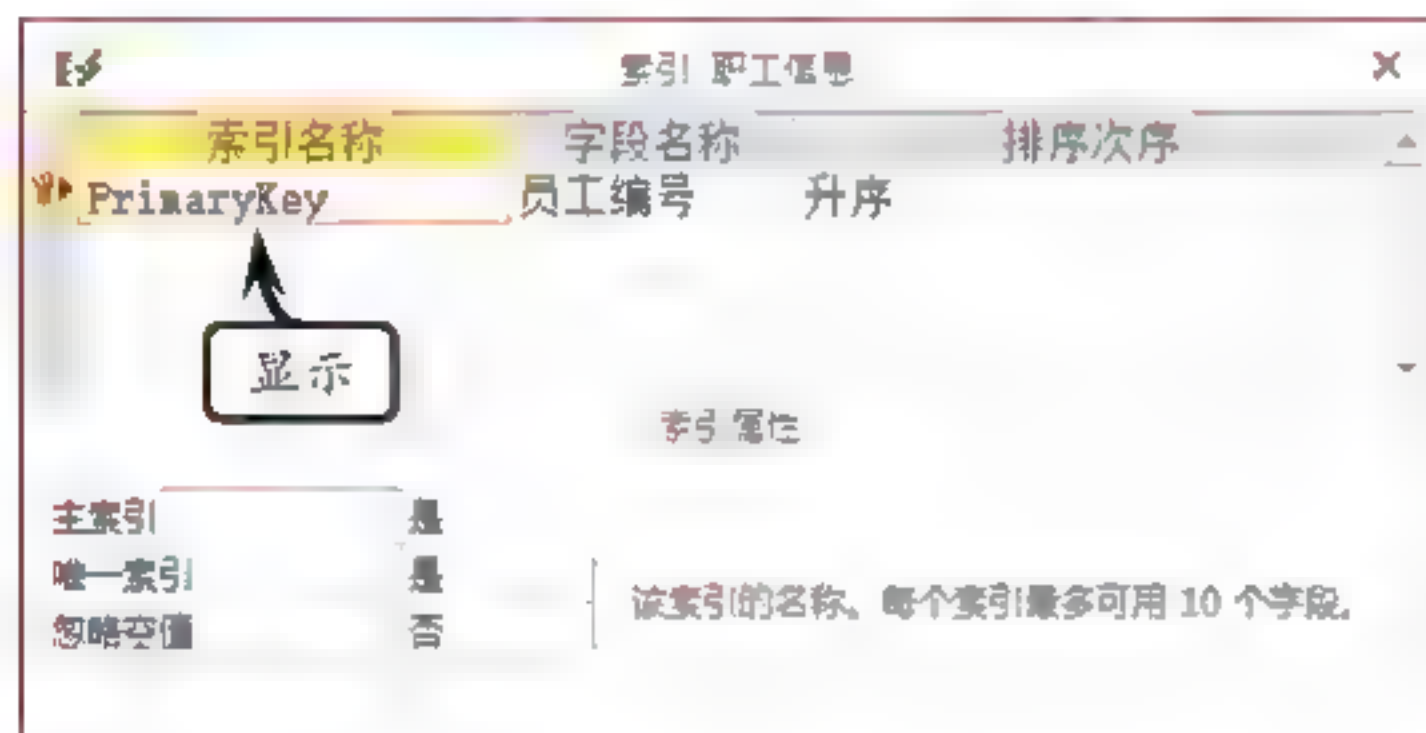 索引 职工信息
索引名称 字段名称 排序次序
PrimaryKey 员工编号 升序
显示
索引属性
主索引 是
唯一索引 是
忽略空值 否
该索引的名称。每个索引最多可用 10 个字段。